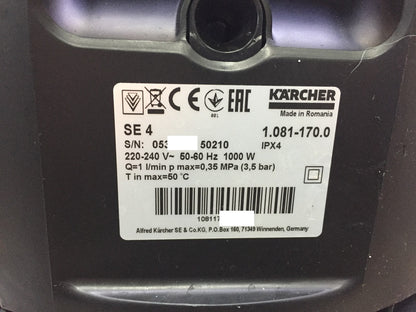 CE EAC KÄRCHER
Made in Romania
SE 4 1.081-170.0
S/N: 053 50210 IPX4
220-240 V~ 50-60 Hz 1000 W
Q=1 l/min p max=0,35 MPa (3,5 bar)
T in max=50 °C
108117
Alfred Kärcher SE & Co.KG, P.O.Box 160, 71349 Winnenden, Germany